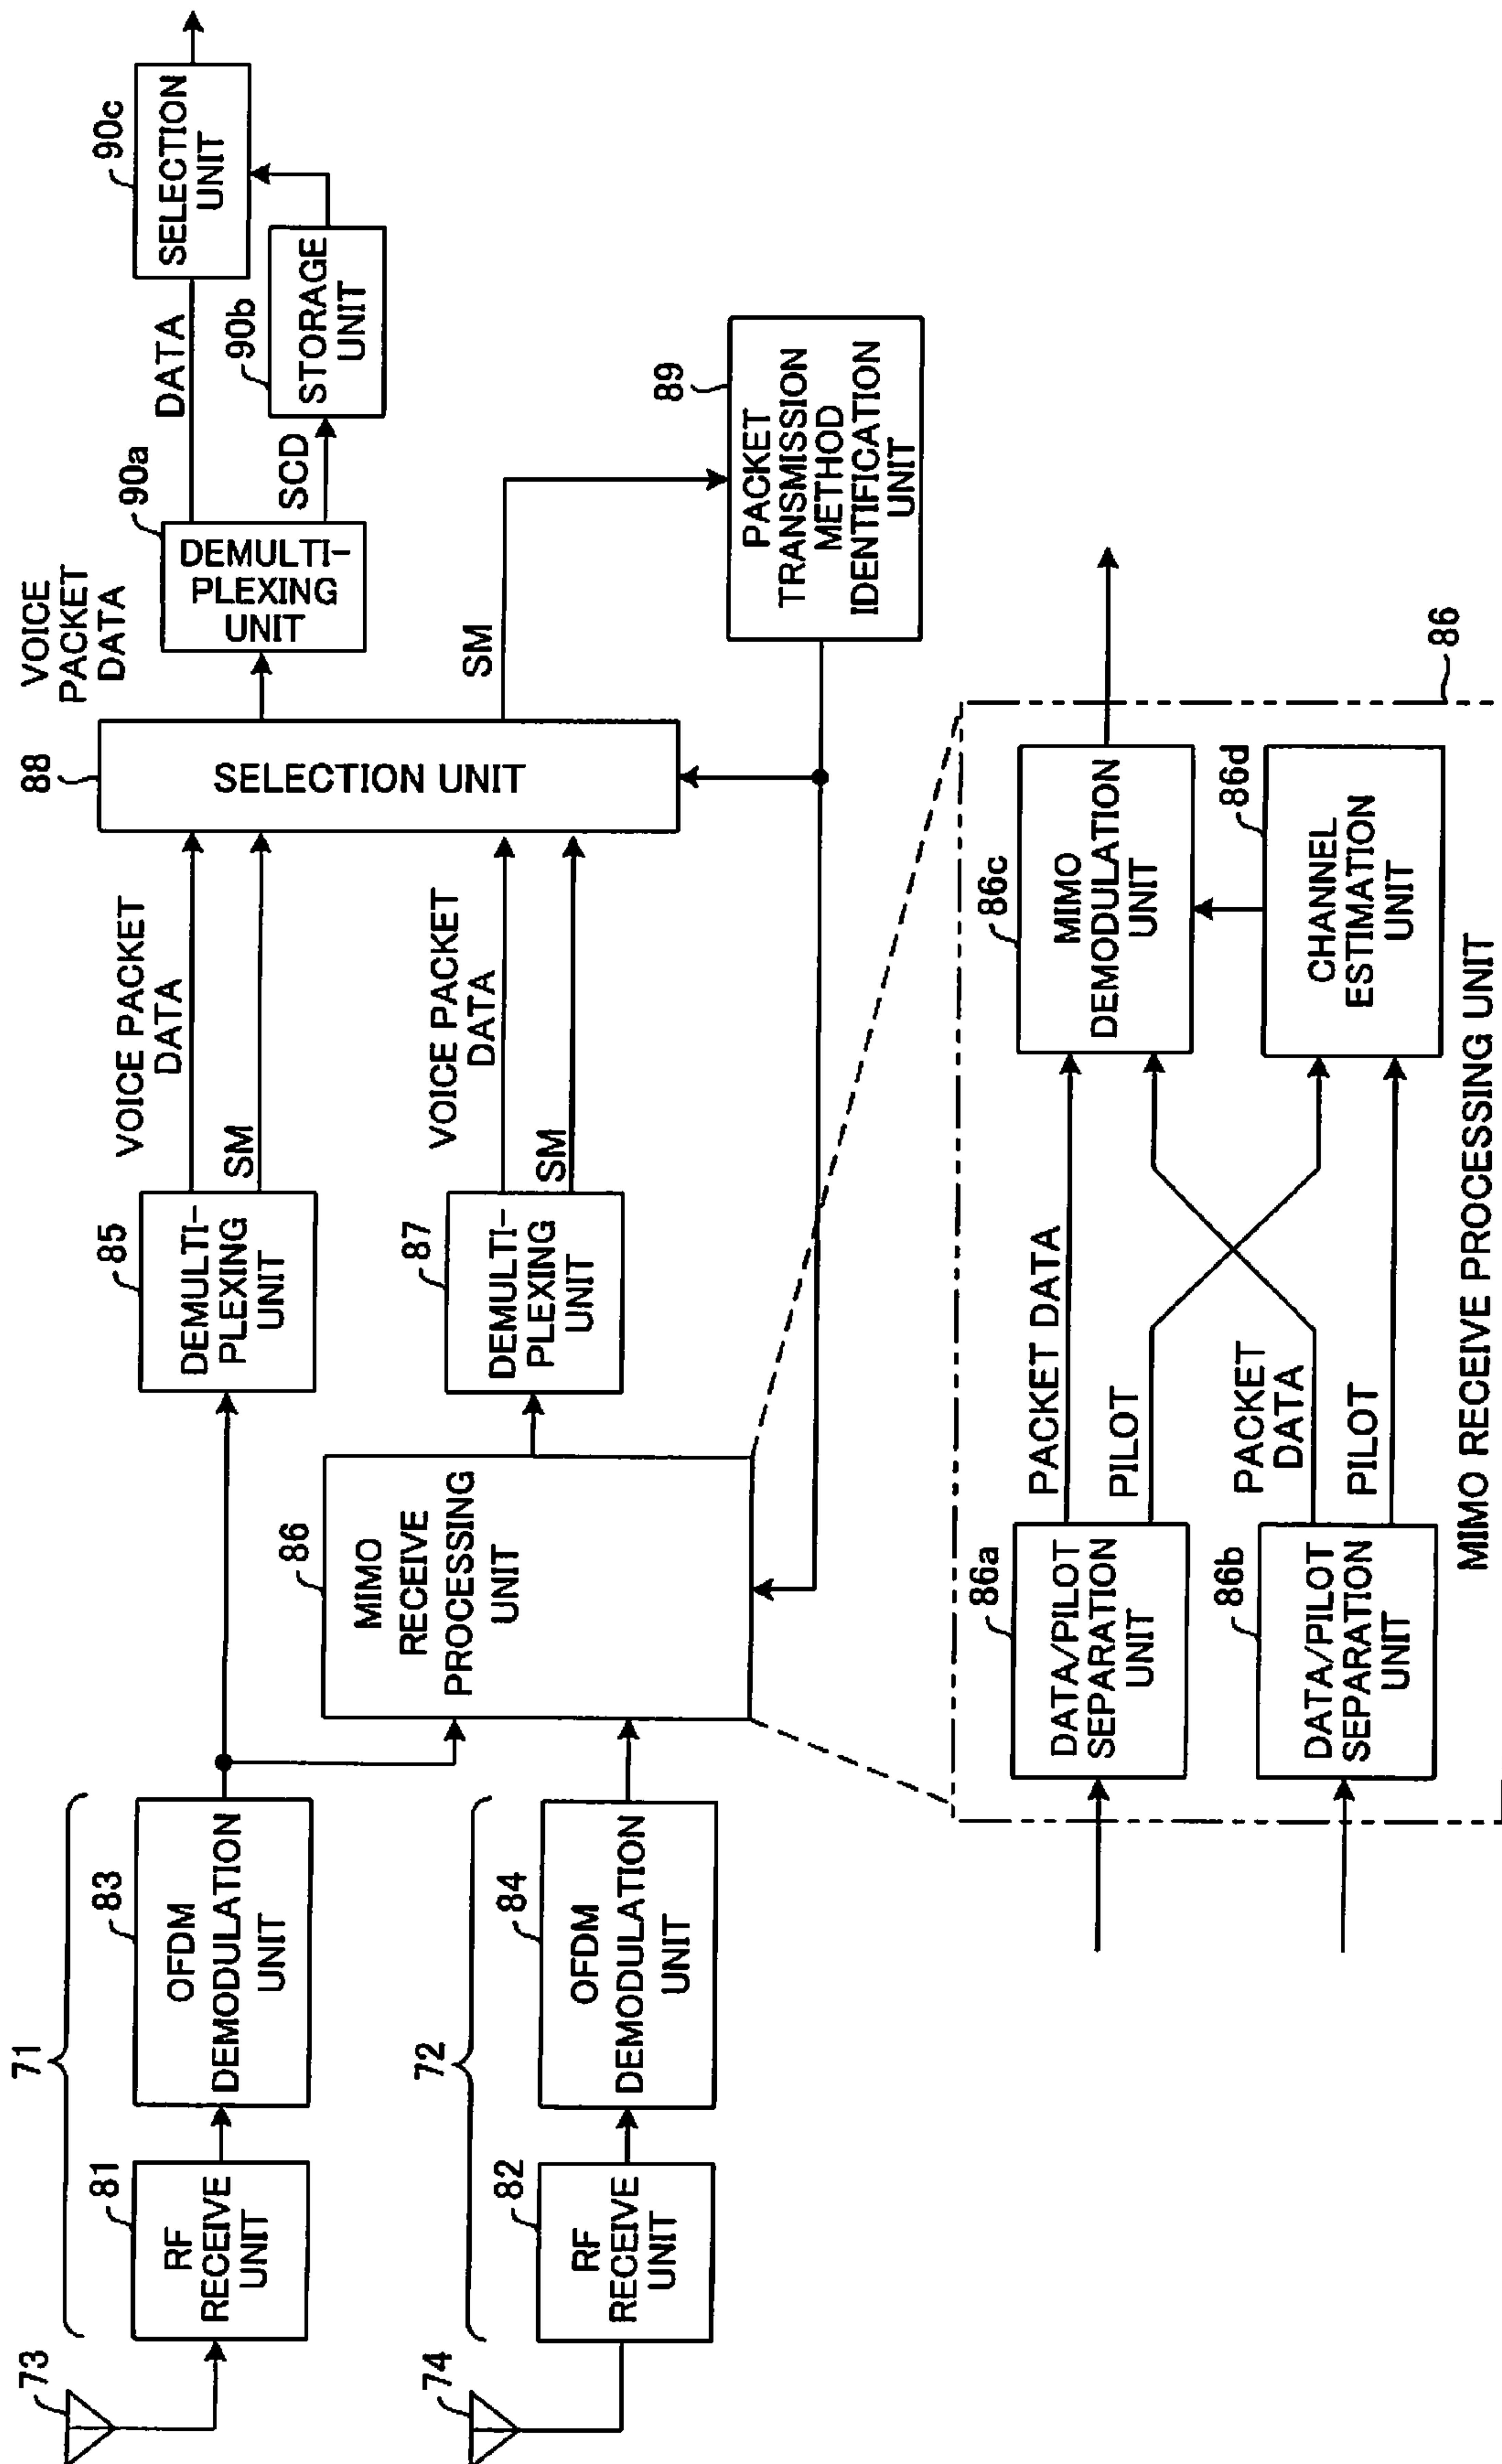 73
71
81
RF
RECEIVE
UNIT
83
OFDM
DEMODULATION
UNIT
74
72
82
RF
RECEIVE
UNIT
84
OFDM
DEMODULATION
UNIT
85
DEMULTI-
PLEXING
UNIT
VOICE PACKET
DATA
SM
86
MIMO
RECEIVE
PROCESSING
UNIT
87
DEMULTI-
PLEXING
UNIT
VOICE PACKET
DATA
SM
88
SELECTION UNIT
VOICE
PACKET
DATA
90a
DEMULTI-
PLEXING
UNIT
DATA
SCD
90b
STORAGE
UNIT
90c
SELECTION
UNIT
SM
89
PACKET
TRANSMISSION
METHOD
IDENTIFICATION
UNIT
86
86a
DATA/PILOT
SEPARATION
UNIT
PACKET DATA
PILOT
86b
DATA/PILOT
SEPARATION
UNIT
PACKET
DATA
PILOT
86c
MIMO
DEMODULATION
UNIT
86d
CHANNEL
ESTIMATION
UNIT
MIMO RECEIVE PROCESSING UNIT